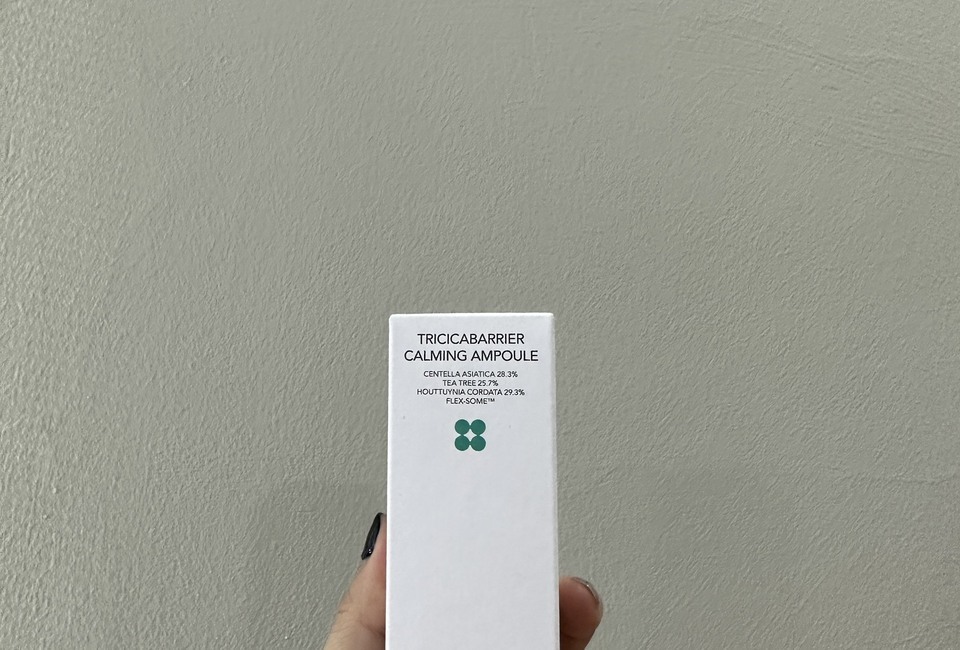 TRICICABARRIER
CALMING AMPOULE
CENTELLA ASIATICA 28.3%
TEA TREE 25.7%
HOUTTUYNIA CORDATA 29.3%
FLEX-SOME™